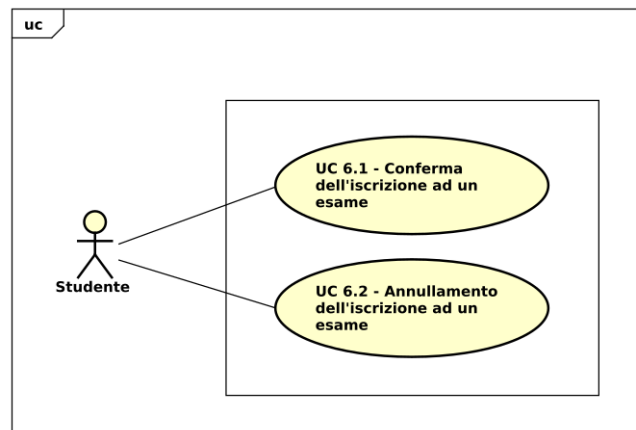 uc
UC 6.1 - Conferma
dell'iscrizione ad un
esame
Studente
UC 6.2 - Annullamento
dell'iscrizione ad un
esame